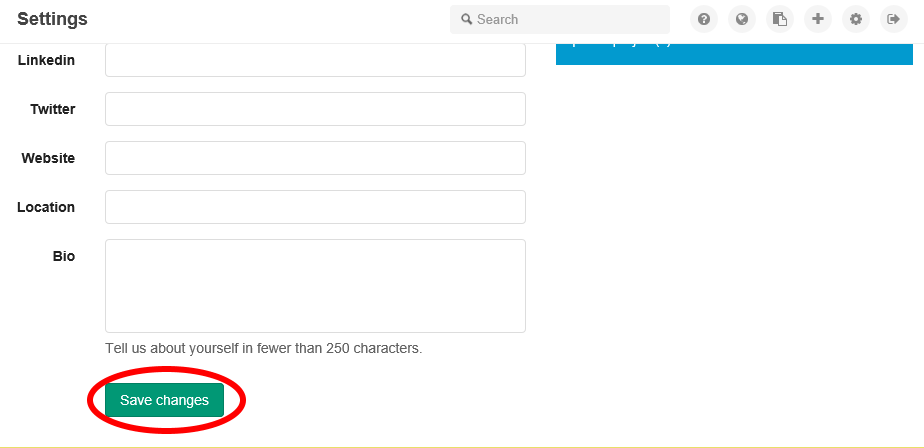 Settings
Search
Linkedin
Twitter
Website
Location
Bio
Tell us about yourself in fewer than 250 characters.
Save changes